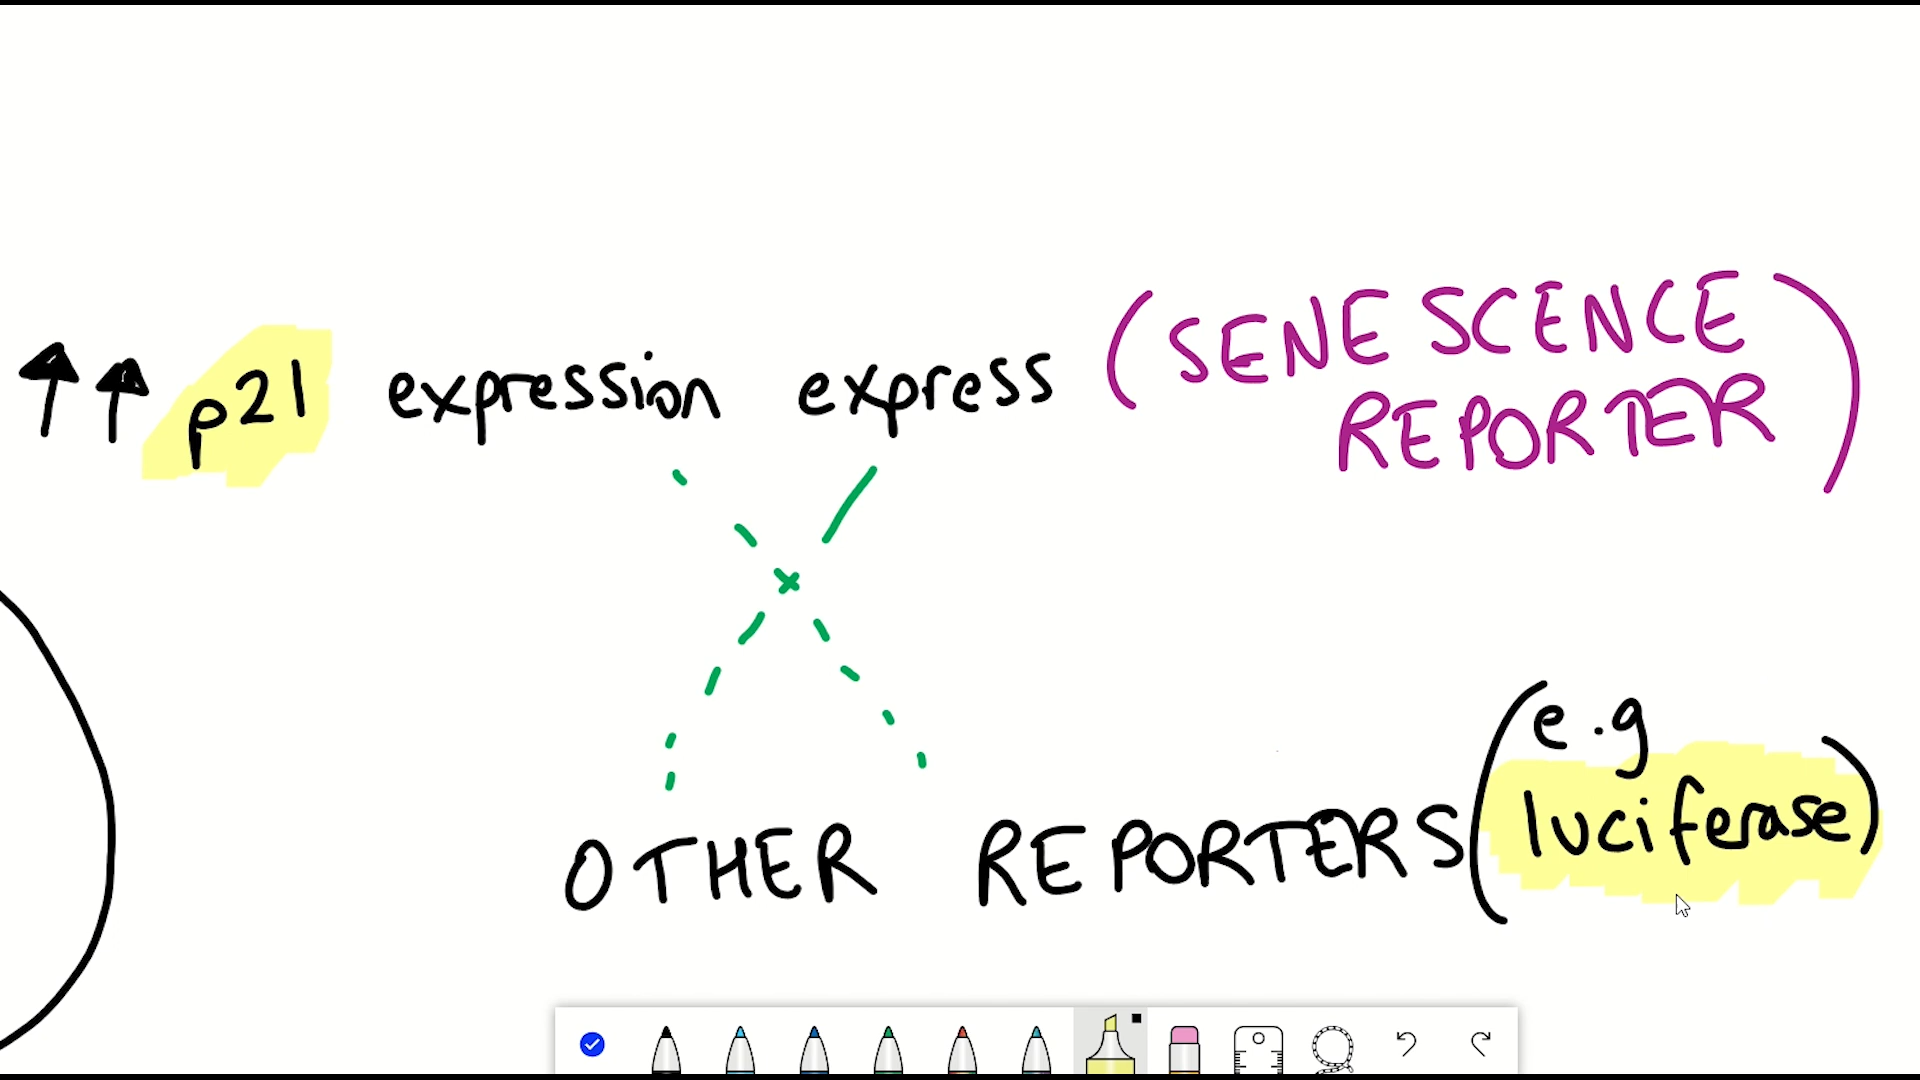 p21 expression express (SENESCENCE
REPORTER)
OTHER REPORTERS (e.g
luciferase)